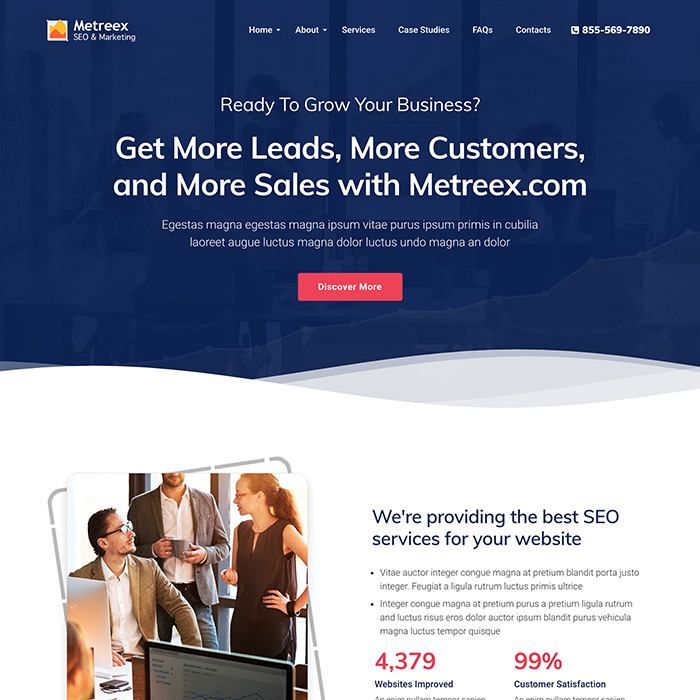 Metreex
SEO & Marketing
Home
About
Services
Case Studies
FAQs
Contacts
855-569-7890
Ready To Grow Your Business?
Get More Leads, More Customers,
and More Sales with Metreex.com
Egestas magna egestas magna ipsum vitae purus ipsum primis in cubilia
laoreet augue luctus magna dolor luctus undo magna an dolor
Discover More
We're providing the best SEO
services for your website
Vitae auctor integer congue magna at pretium blandit porta justo
integer. Feugiat a ligula rutrum luctus primis ultrice
Integer congue magna at pretium purus a pretium ligula rutrum
and luctus risus eros dolor auctor ipsum blandit purus vehicula
magna luctus tempor quisque
4,379
99%
Websites Improved
Customer Satisfaction